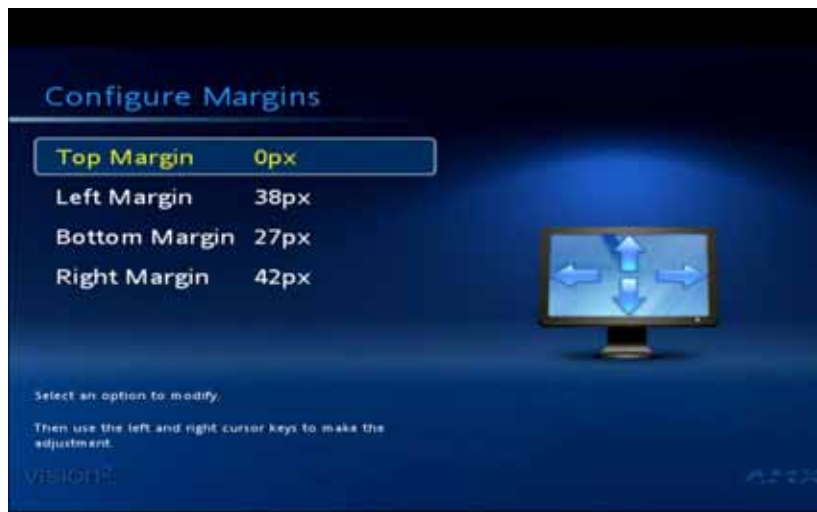 Configure Margins
Top Margin 0px
Left Margin 38px
Bottom Margin 27px
Right Margin 42px
Select an option to modify.
Then use the left and right cursor keys to make the
adjustment.